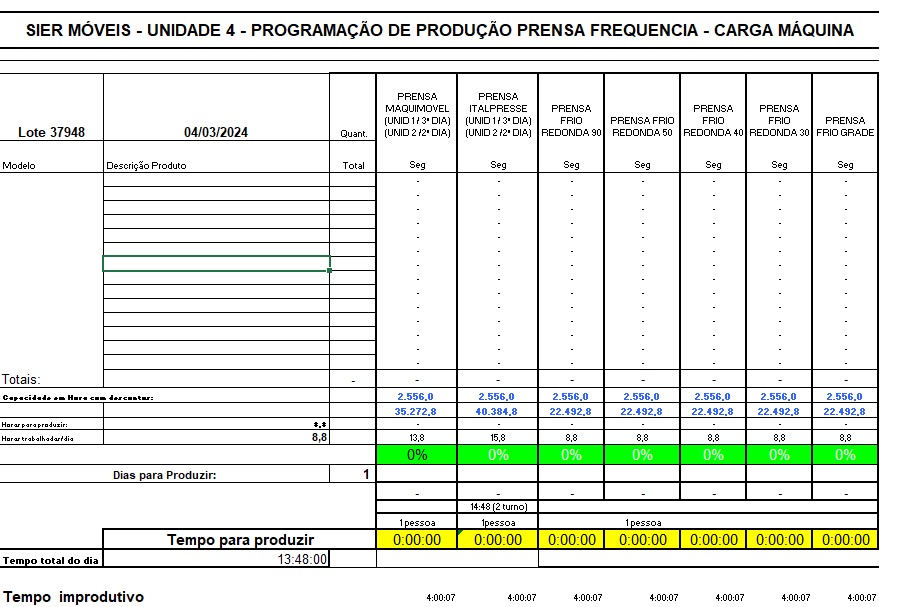 SIER MÓVEIS - UNIDADE 4 - PROGRAMAÇÃO DE PRODUÇÃO PRENSA FREQUENCIA - CARGA MÁQUINA
Lote 37948 04/03/2024 Quant. PRENSA MAQUIMOVEL (UNID 1 / 3ª DIA) (UNID 2 /2ª DIA) PRENSA ITALPRESSE (UNID 1 / 3ª DIA) (UNID 2 /2ª DIA) PRENSA FRIO REDONDA 90 PRENSA FRIO REDONDA 50 PRENSA FRIO REDONDA 40 PRENSA FRIO REDONDA 30 PRENSA FRIO GRADE
Modelo Descrição Produto Total Seg Seg Seg Seg Seg Seg Seg
- - - - - - -
- - - - - - -
- - - - - - -
- - - - - - -
- - - - - - -
- - - - - - -
- - - - - - -
- - - - - - -
- - - - - - -
- - - - - - -
- - - - - - -
- - - - - - -
- - - - - - -
- - - - - - -
Totais: - - - - - - - -
Capacidade em Hora com descontar: 2.556,0 2.556,0 2.556,0 2.556,0 2.556,0 2.556,0 2.556,0
35.272,8 40.384,8 22.492,8 22.492,8 22.492,8 22.492,8 22.492,8
Horas para produzir: - - - - - - -
Horas trabalhadas/dia 8,8 13,8 15,8 8,8 8,8 8,8 8,8 8,8
0% 0% 0% 0% 0% 0% 0%
Dias para Produzir: 1
- - - - - - -
14:48 (2 turno)
1 pessoa 1 pessoa 1 pessoa
Tempo para produzir 0:00:00 0:00:00 0:00:00 0:00:00 0:00:00 0:00:00 0:00:00
Tempo total do dia 13:48:00
Tempo improdutivo 4:00:07 4:00:07 4:00:07 4:00:07 4:00:07 4:00:07 4:00:07